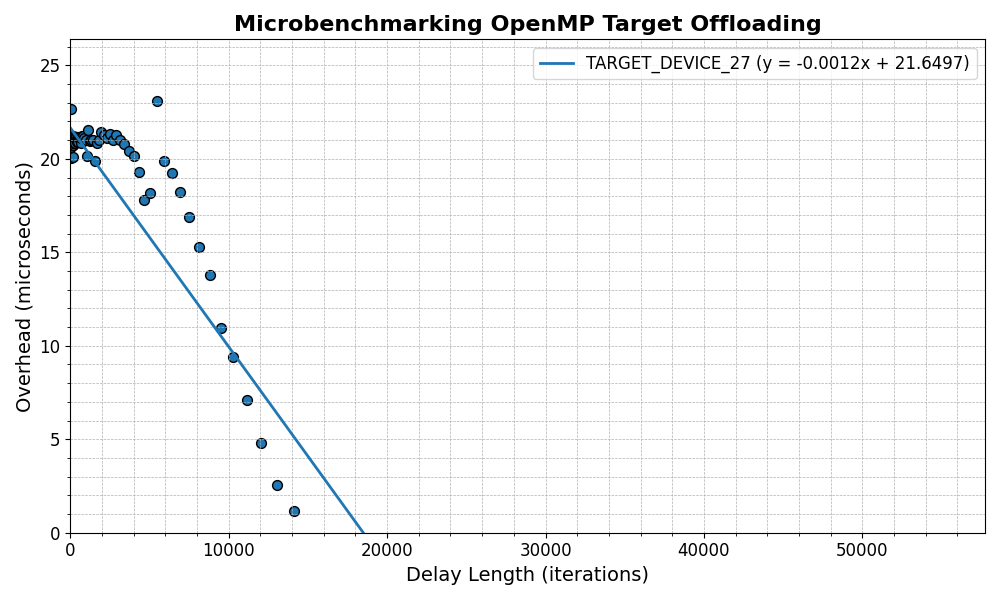 Microbenchmarking OpenMP Target Offloading
TARGET_DEVICE_27 (y = -0.0012x + 21.6497)
25
20
15
10
5
0
Overhead (microseconds)
0 10000 20000 30000 40000 50000
Delay Length (iterations)